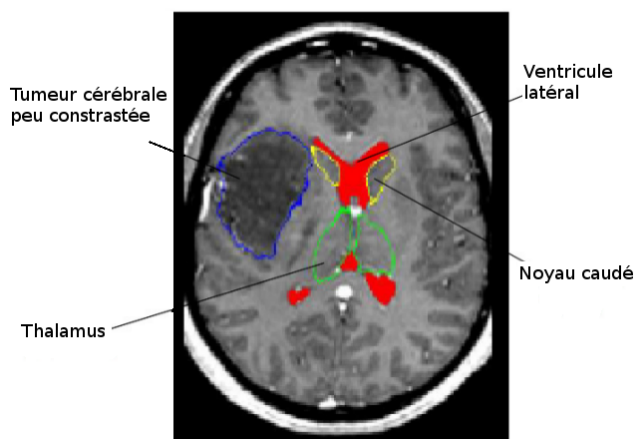 Tumeur cérébrale
peu constrastée
Ventricule
latéral
Noyau caudé
Thalamus